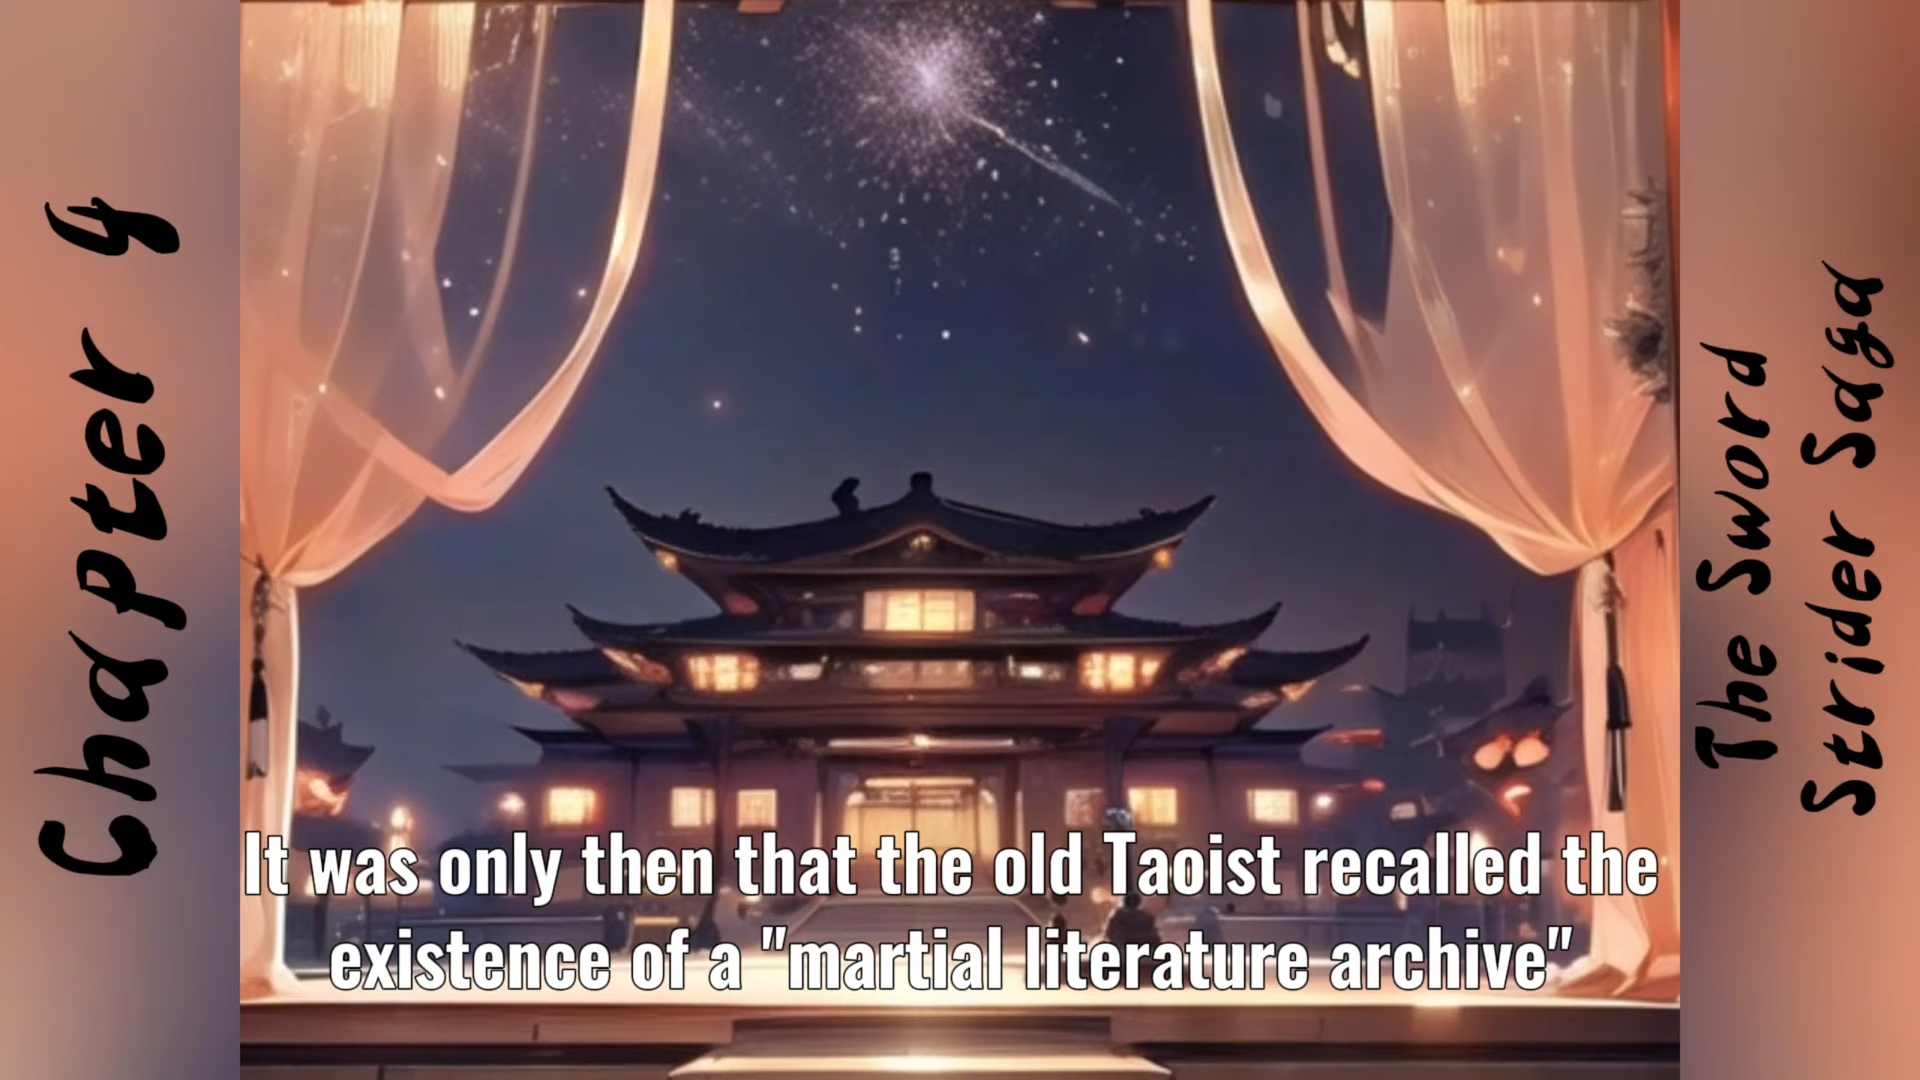 Chapter 9
It was only then that the old Taoist recalled the
existence of a "martial literature archive"
The Sword
Strider Saga